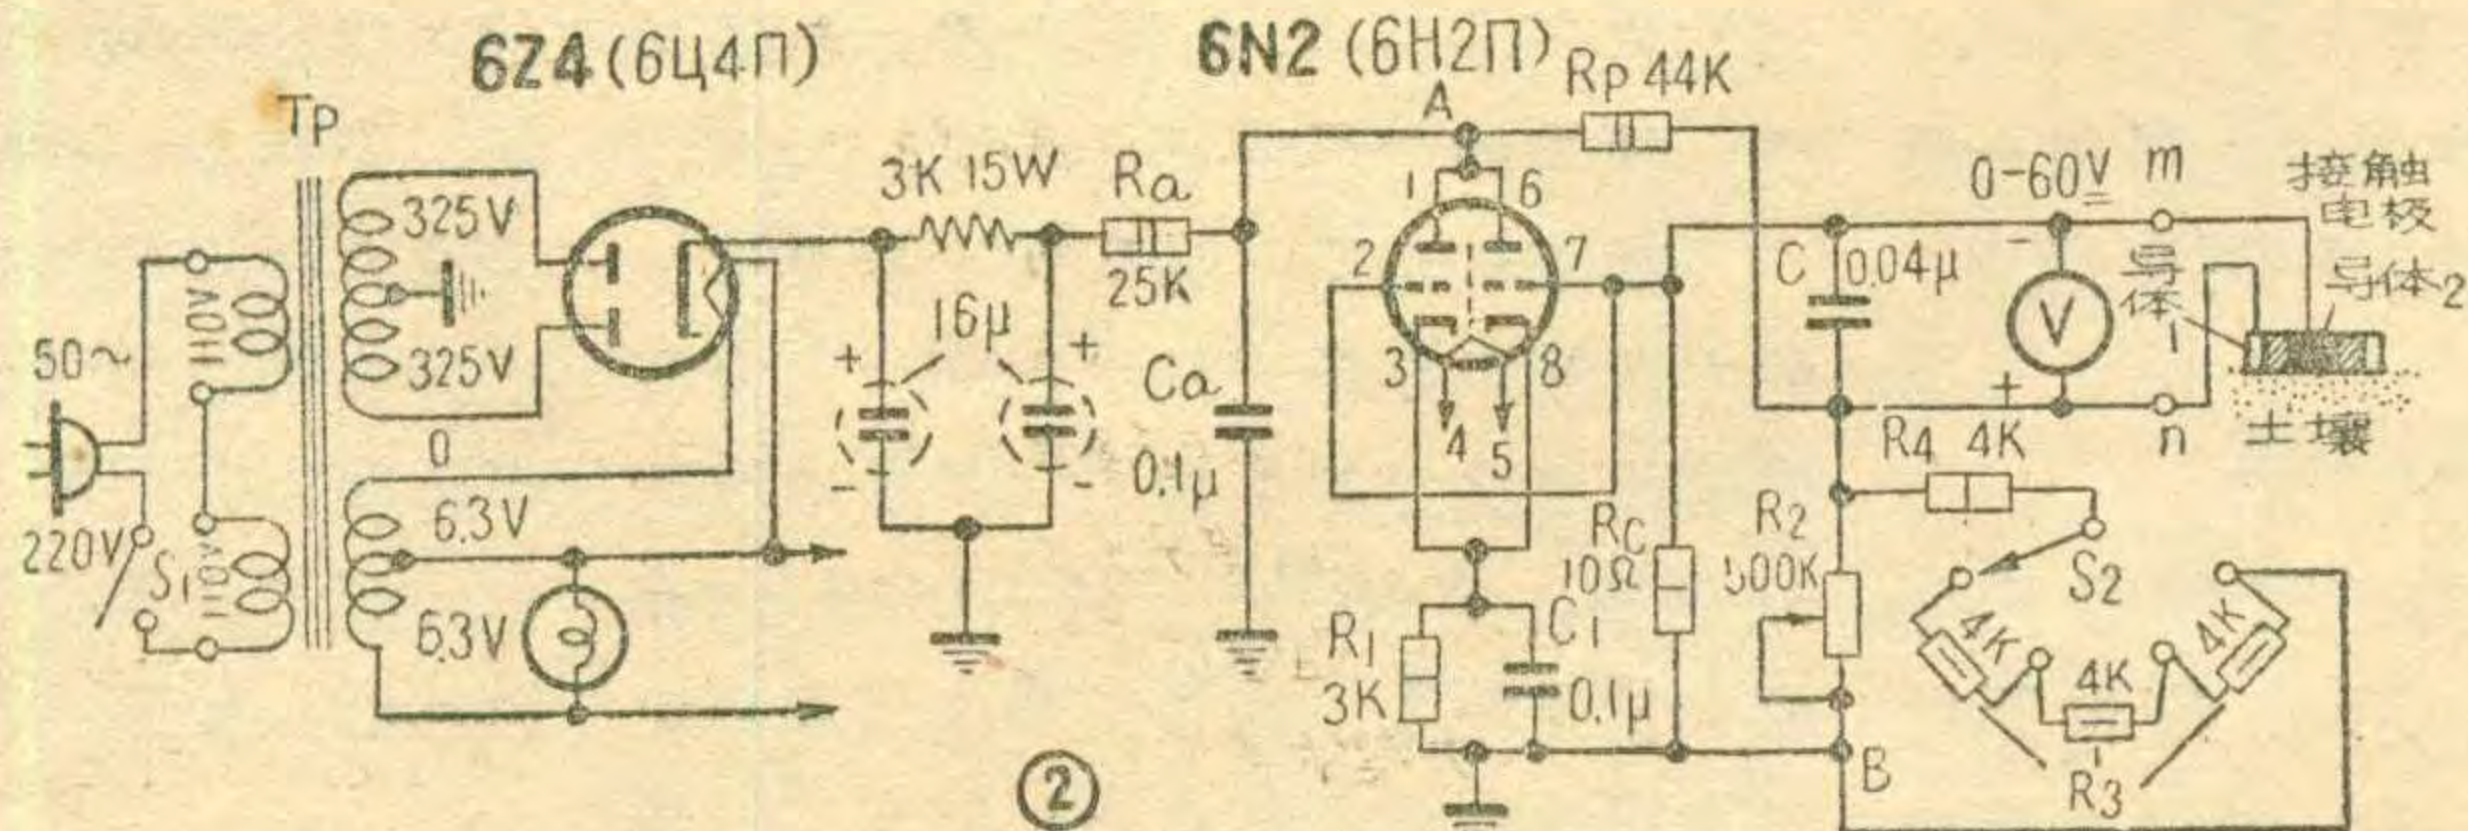 6Z4 (6Ц4П)
6N2 (6Н2П)
Tp
A
Rp 44K
325V
325V
0
6.3V
6.3V
110V
110V
50~
220V
S1
3K 15W
Ra
25K
16μ
+
-
+
-
Ca
0.1μ
1
6
2
7
3
8
4
5
R1
3K
C1
0.1μ
Rc
10Ω
C
0.04μ
0-60V
m
接触
电极
-
V
+
导体1
导体2
n
土壤
R4 4K
R2
S2
4K
4K
4K
R3
B
②